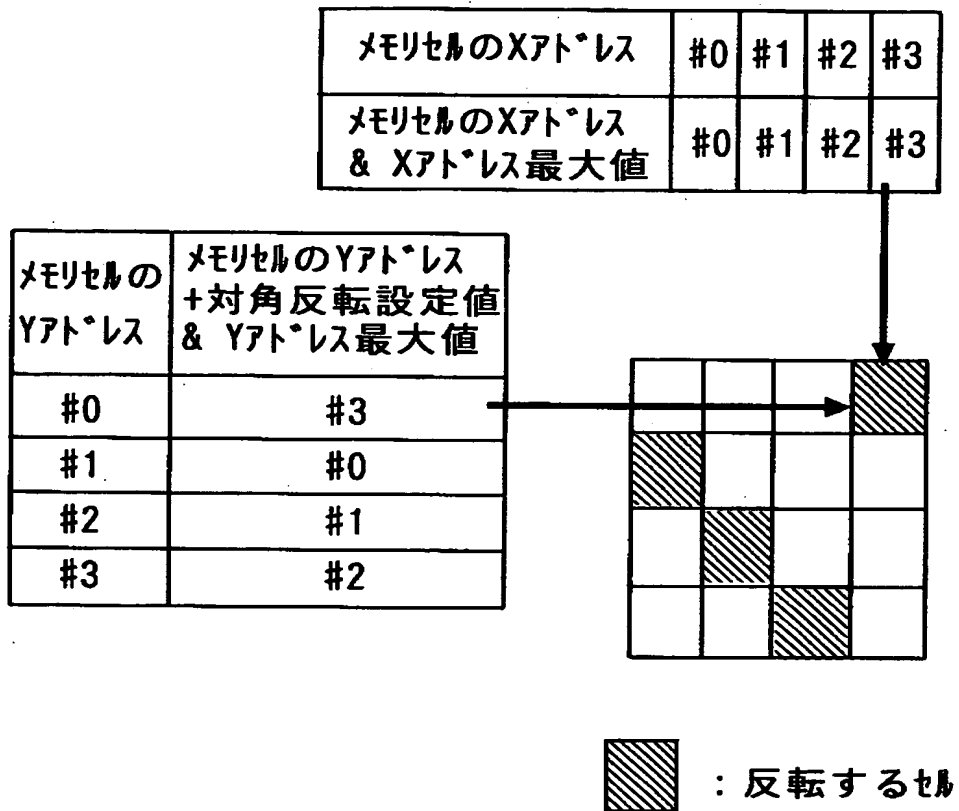 ﾒﾓﾘｾﾙのXｱﾄﾞﾚｽ #0 #1 #2 #3
ﾒﾓﾘｾﾙのXｱﾄﾞﾚｽ
& Xｱﾄﾞﾚｽ最大値 #0 #1 #2 #3
ﾒﾓﾘｾﾙの
Yｱﾄﾞﾚｽ
ﾒﾓﾘｾﾙのYｱﾄﾞﾚｽ
+対角反転設定値
& Yｱﾄﾞﾚｽ最大値
#0 #3
#1 #0
#2 #1
#3 #2
：反転するｾﾙ